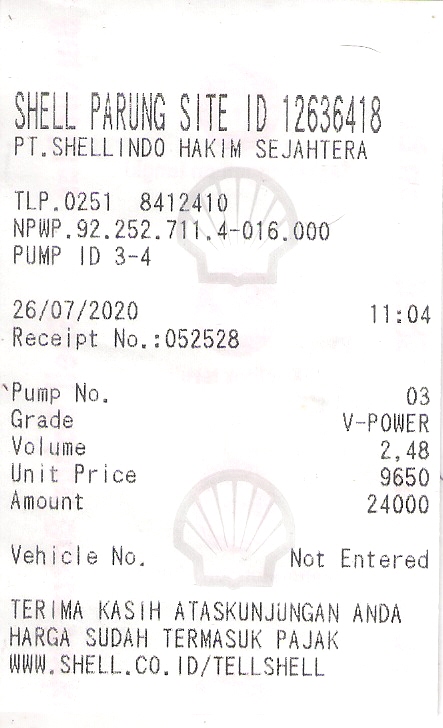 SHELL PARUNG SITE ID 12636418
PT.SHELLINDO HAKIM SEJAHTERA
TLP.0251 8412410
NPWP.92.252.711.4-016.000
PUMP ID 3-4
26/07/2020 11:04
Receipt No.:052528
Pump No. 03
Grade V-POWER
Volume 2,48
Unit Price 9650
Amount 24000
Vehicle No. Not Entered
TERIMA KASIH ATASKUNJUNGAN ANDA
HARGA SUDAH TERMASUK PAJAK
WWW.SHELL.CO.ID/TELLSHELL